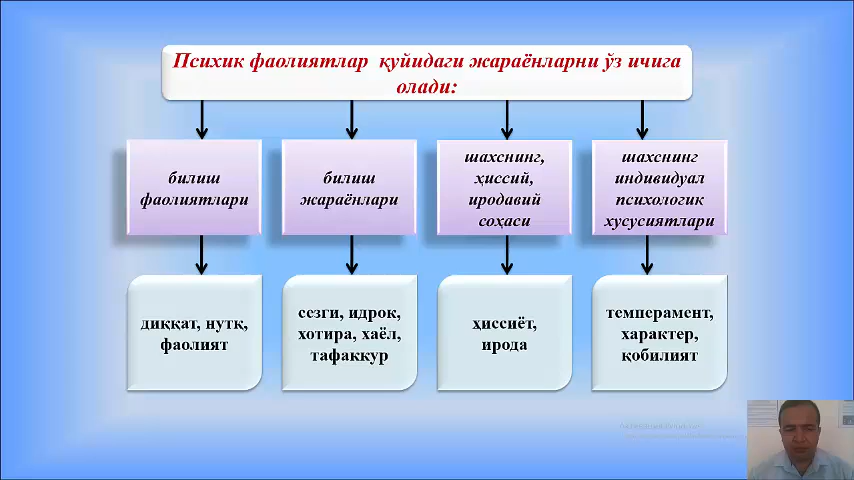 Психик фаолиятлар қуйидаги жараёнларни ўз ичига
олади:
билиш
фаолиятлари
билиш
жараёнлари
шахснинг,
ҳиссий,
иродавий
соҳаси
шахснинг
индивидуал
психологик
хусусиятлари
диққат, нутқ,
фаолият
сезги, идрок,
хотира, хаёл,
тафаккур
ҳиссиёт,
ирода
темперамент,
характер,
қобилият